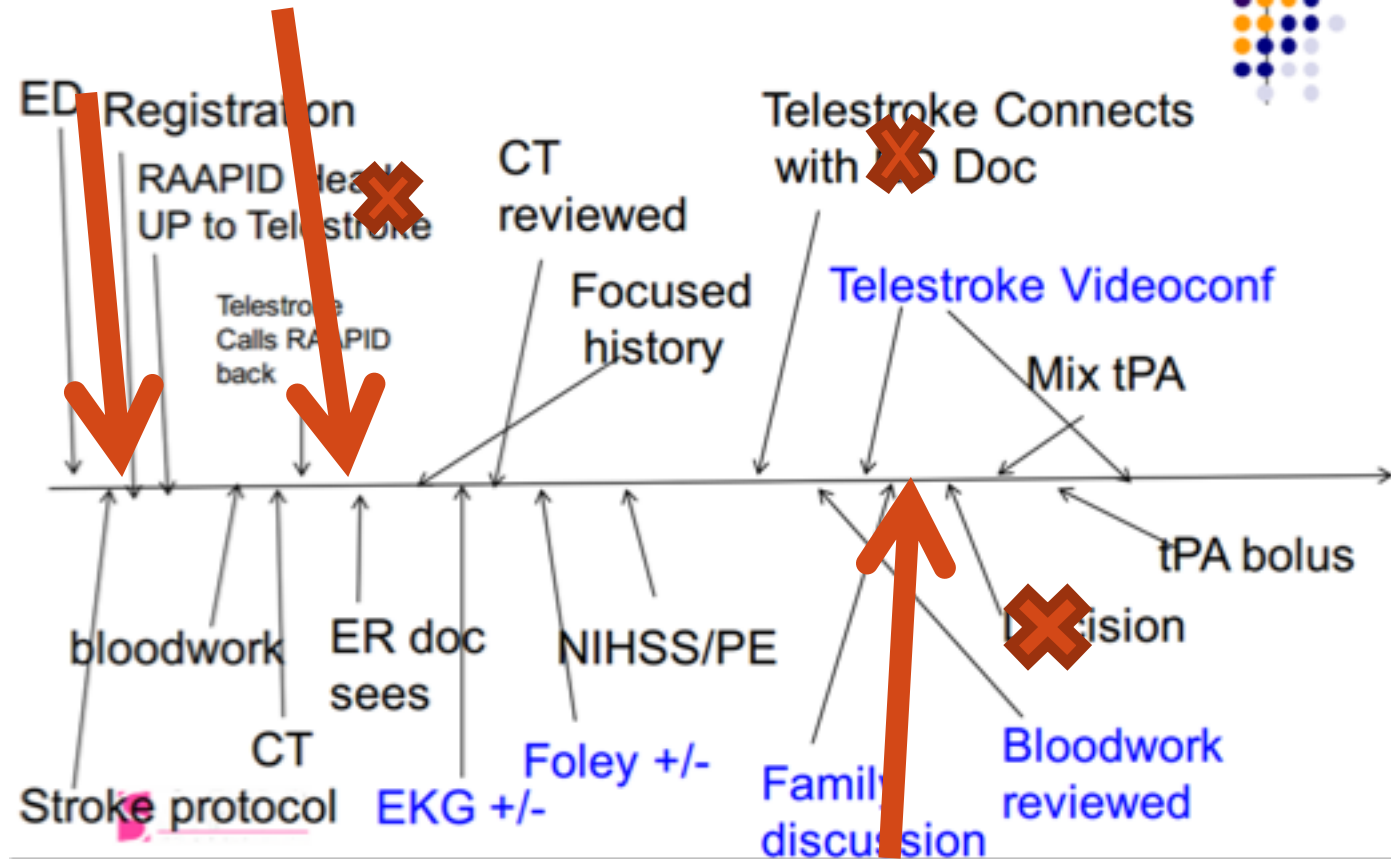 ED Registration
RAAPID
UP to Telestroke
Telestroke
Calls RAAPID
back
CT
reviewed
Focused
history
Telestroke Connects
with Doc
Telestroke Videoconf
Mix tPA
tPA bolus
bloodwork
ER doc
sees
NIHSS/PE
CT
Stroke protocol
EKG +/-
Foley +/-
Family
discussion
Bloodwork
reviewed